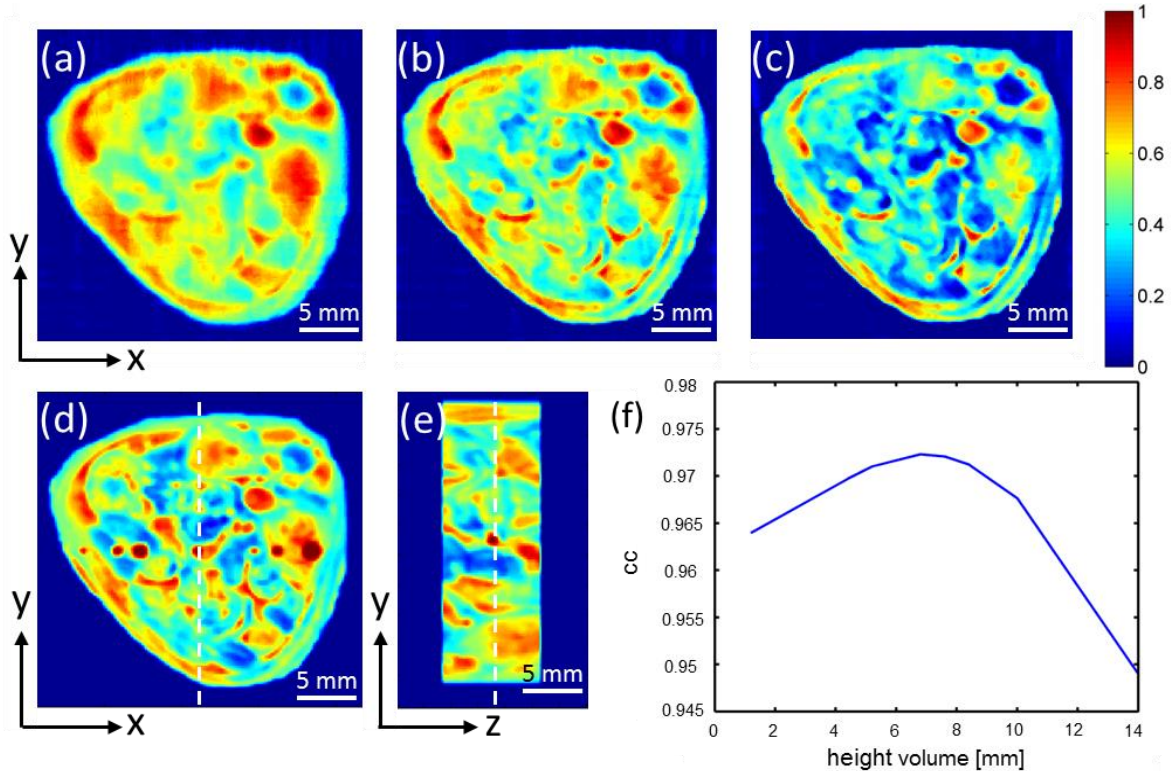 (a)
(b)
(c)
1
0.8
0.6
0.4
0.2
0
y
x
5 mm
5 mm
5 mm
(d)
(e)
(f)
y
x
5 mm
y
z
5 mm
0.98
0.975
0.97
0.965
0.96
0.955
0.95
0.945
cc
0 2 4 6 8 10 12 14
height volume [mm]